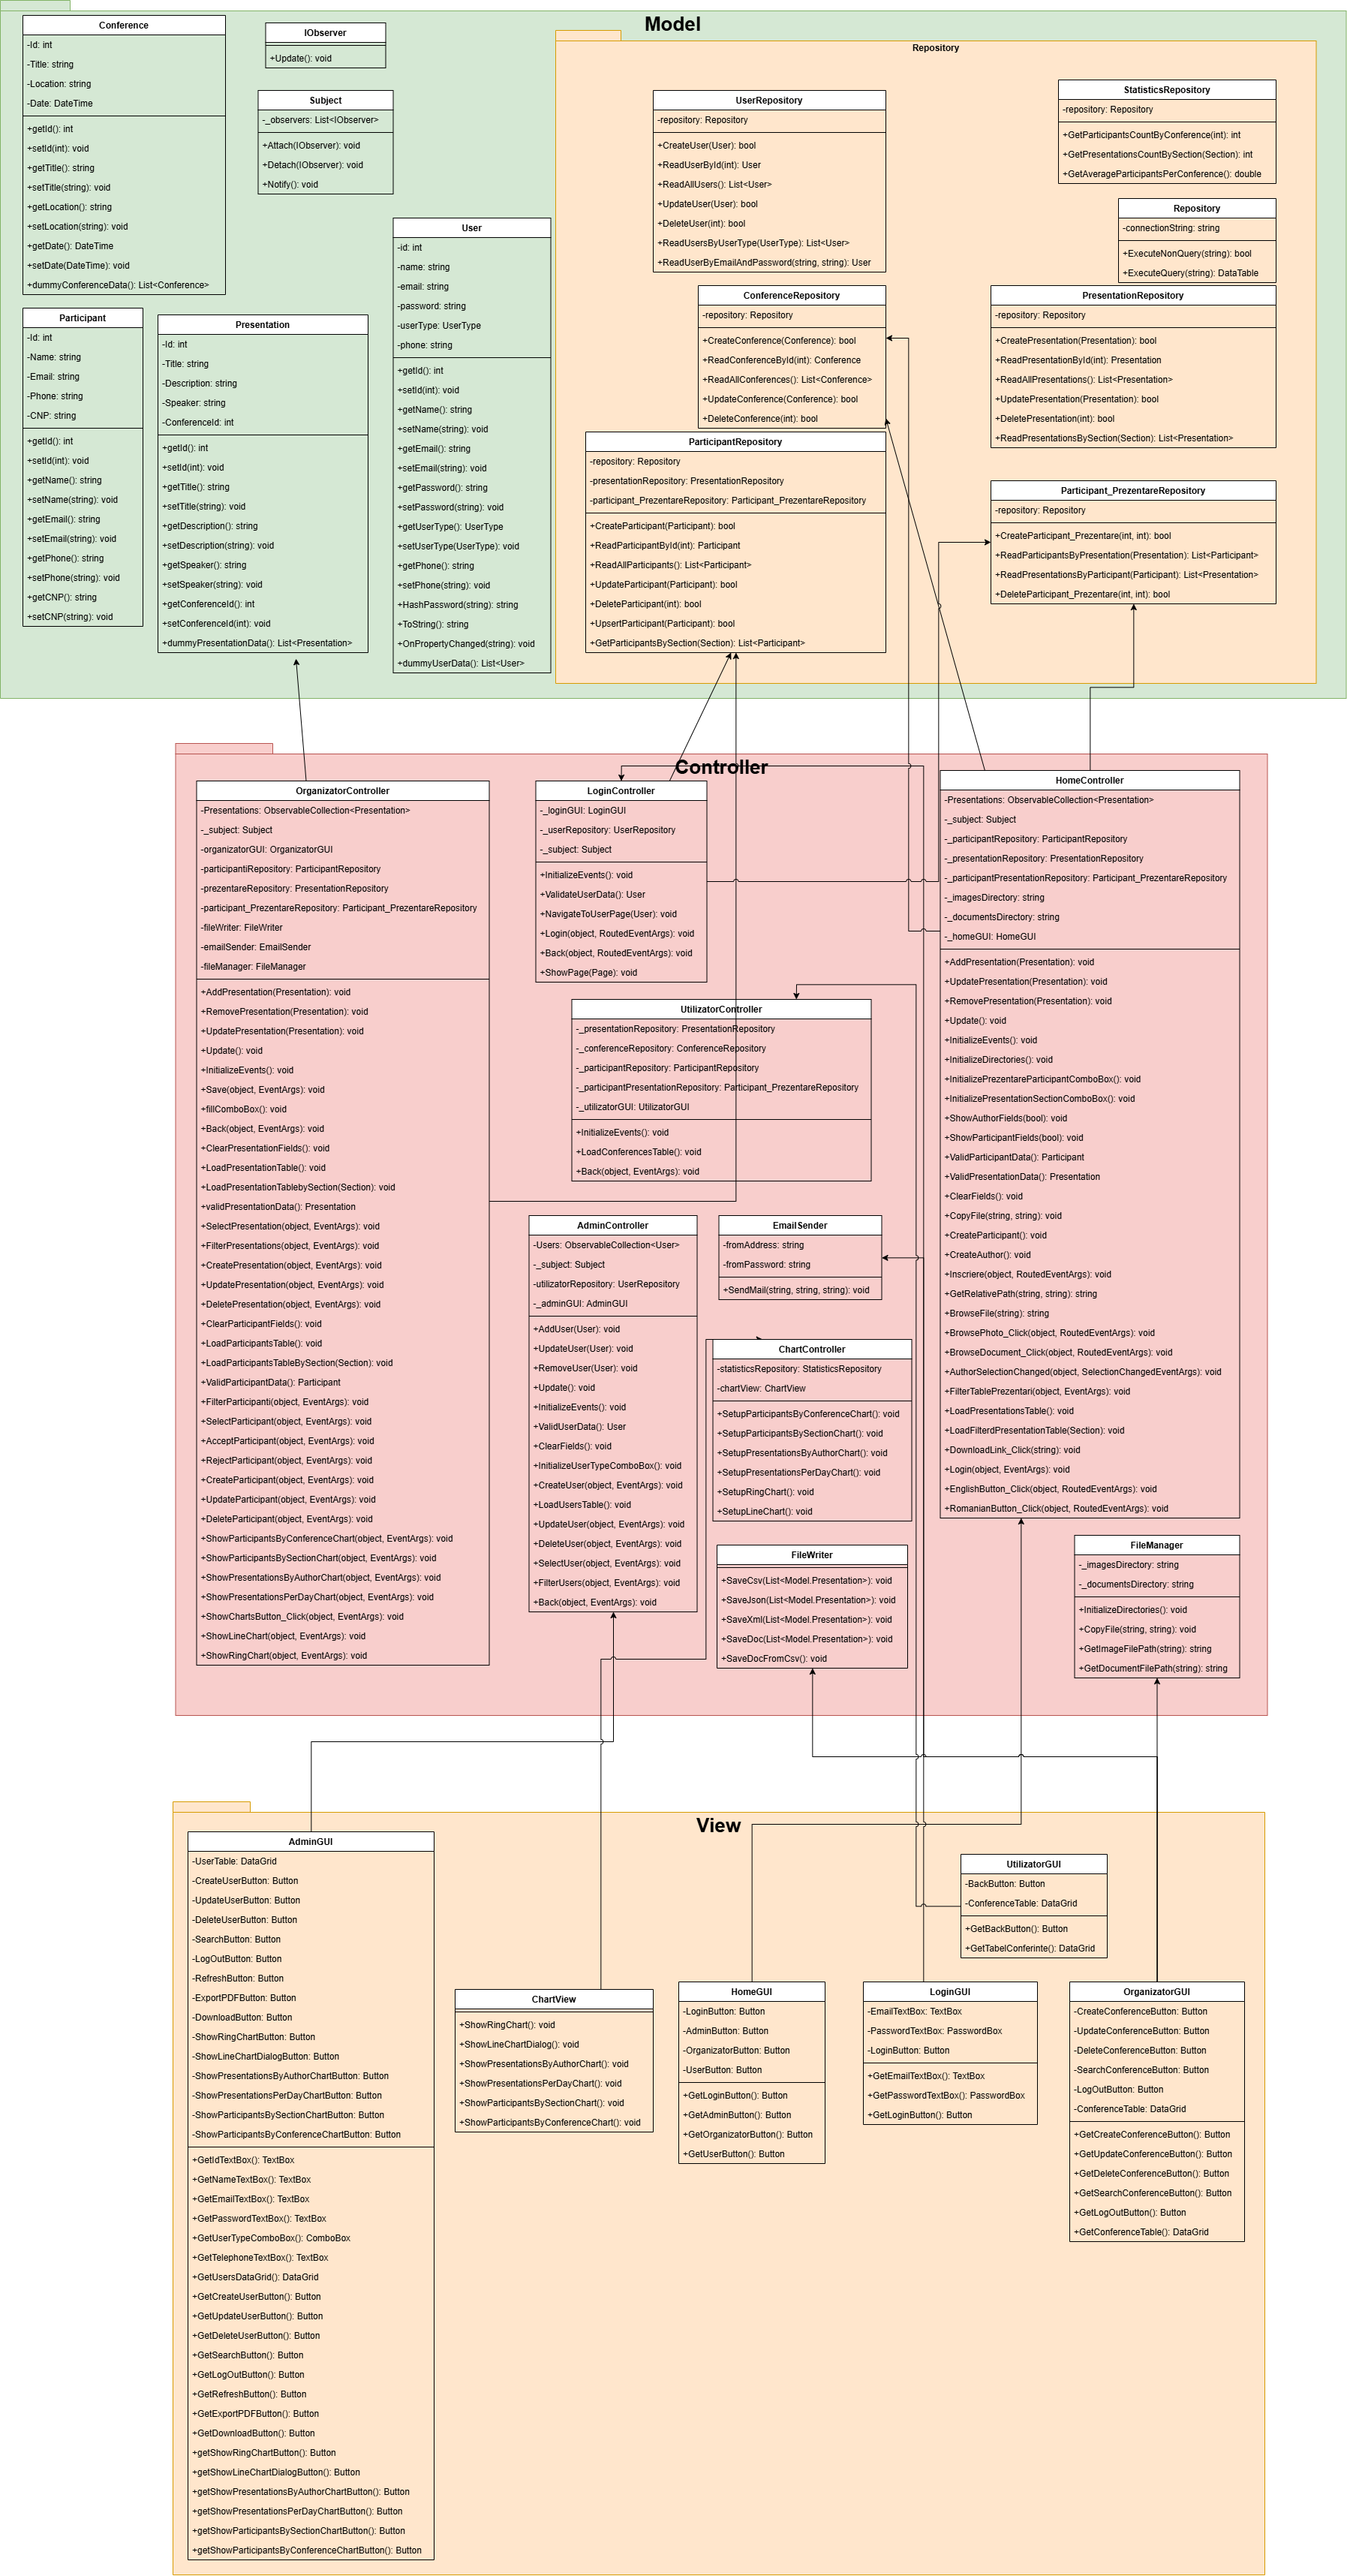 Model
Conference
-Id: int
-Title: string
-Location: string
-Date: DateTime
+getId(): int
+setId(int): void
+getTitle(): string
+setTitle(string): void
+getLocation(): string
+setLocation(string): void
+getDate(): DateTime
+setDate(DateTime): void
+dummyConferenceData(): List<Conference>
IObserver
+Update(): void
Subject
-_observers: List<IObserver>
+Attach(IObserver): void
+Detach(IObserver): void
+Notify(): void
Participant
-Id: int
-Name: string
-Email: string
-Phone: string
-CNP: string
+getId(): int
+setId(int): void
+getName(): string
+setName(string): void
+getEmail(): string
+setEmail(string): void
+getPhone(): string
+setPhone(string): void
+getCNP(): string
+setCNP(string): void
Presentation
-Id: int
-Title: string
-Description: string
-Speaker: string
-ConferenceId: int
+getId(): int
+setId(int): void
+getTitle(): string
+setTitle(string): void
+getDescription(): string
+setDescription(string): void
+getSpeaker(): string
+setSpeaker(string): void
+getConferenceId(): int
+setConferenceId(int): void
+dummyPresentationData(): List<Presentation>
User
-id: int
-name: string
-email: string
-password: string
-userType: UserType
-phone: string
+getId(): int
+setId(int): void
+getName(): string
+setName(string): void
+getEmail(): string
+setEmail(string): void
+getPassword(): string
+setPassword(string): void
+getUserType(): UserType
+setUserType(UserType): void
+getPhone(): string
+setPhone(string): void
+HashPassword(string): string
+ToString(): string
+OnPropertyChanged(string): void
+dummyUserData(): List<User>
Repository
UserRepository
-repository: Repository
+CreateUser(User): bool
+ReadUserById(int): User
+ReadAllUsers(): List<User>
+UpdateUser(User): bool
+DeleteUser(int): bool
+ReadUsersByUserType(UserType): List<User>
+ReadUserByEmailAndPassword(string, string): User
StatisticsRepository
-repository: Repository
+GetParticipantsCountByConference(int): int
+GetPresentationsCountBySection(Section): int
+GetAverageParticipantsPerConference(): double
Repository
-connectionString: string
+ExecuteNonQuery(string): bool
+ExecuteQuery(string): DataTable
ConferenceRepository
-repository: Repository
+CreateConference(Conference): bool
+ReadConferenceById(int): Conference
+ReadAllConferences(): List<Conference>
+UpdateConference(Conference): bool
+DeleteConference(int): bool
PresentationRepository
-repository: Repository
+CreatePresentation(Presentation): bool
+ReadPresentationById(int): Presentation
+ReadAllPresentations(): List<Presentation>
+UpdatePresentation(Presentation): bool
+DeletePresentation(int): bool
+ReadPresentationsBySection(Section): List<Presentation>
ParticipantRepository
-repository: Repository
-presentationRepository: PresentationRepository
-participant_PrezentareRepository: Participant_PrezentareRepository
+CreateParticipant(Participant): bool
+ReadParticipantById(int): Participant
+ReadAllParticipants(): List<Participant>
+UpdateParticipant(Participant): bool
+DeleteParticipant(int): bool
+UpsertParticipant(Participant): bool
+GetParticipantsBySection(Section): List<Participant>
Participant_PrezentareRepository
-repository: Repository
+CreateParticipant_Prezentare(int, int): bool
+ReadParticipantsByPresentation(Presentation): List<Participant>
+ReadPresentationsByParticipant(Participant): List<Presentation>
+DeleteParticipant_Prezentare(int, int): bool
Controller
OrganizatorController
-Presentations: ObservableCollection<Presentation>
-_subject: Subject
-organizatorGUI: OrganizatorGUI
-participantiRepository: ParticipantRepository
-prezentareRepository: PresentationRepository
-participant_PrezentareRepository: Participant_PrezentareRepository
-fileWriter: FileWriter
-emailSender: EmailSender
-fileManager: FileManager
+AddPresentation(Presentation): void
+RemovePresentation(Presentation): void
+UpdatePresentation(Presentation): void
+Update(): void
+InitializeEvents(): void
+Save(object, EventArgs): void
+fillComboBox(): void
+Back(object, EventArgs): void
+ClearPresentationFields(): void
+LoadPresentationTable(): void
+LoadPresentationTablebySection(Section): void
+validPresentationData(): Presentation
+SelectPresentation(object, EventArgs): void
+FilterPresentations(object, EventArgs): void
+CreatePresentation(object, EventArgs): void
+UpdatePresentation(object, EventArgs): void
+DeletePresentation(object, EventArgs): void
+ClearParticipantFields(): void
+LoadParticipantsTable(): void
+LoadParticipantsTableBySection(Section): void
+ValidParticipantData(): Participant
+FilterParticipanti(object, EventArgs): void
+SelectParticipant(object, EventArgs): void
+AcceptParticipant(object, EventArgs): void
+RejectParticipant(object, EventArgs): void
+CreateParticipant(object, EventArgs): void
+UpdateParticipant(object, EventArgs): void
+DeleteParticipant(object, EventArgs): void
+ShowParticipantsByConferenceChart(object, EventArgs): void
+ShowParticipantsBySectionChart(object, EventArgs): void
+ShowPresentationsByAuthorChart(object, EventArgs): void
+ShowPresentationsPerDayChart(object, EventArgs): void
+ShowChartsButton_Click(object, EventArgs): void
+ShowLineChart(object, EventArgs): void
+ShowRingChart(object, EventArgs): void
LoginController
-_loginGUI: LoginGUI
-_userRepository: UserRepository
-_subject: Subject
+InitializeEvents(): void
+ValidateUserData(): User
+NavigateToUserPage(User): void
+Login(object, RoutedEventArgs): void
+Back(object, RoutedEventArgs): void
+ShowPage(Page): void
UtilizatorController
-_presentationRepository: PresentationRepository
-_conferenceRepository: ConferenceRepository
-_participantRepository: ParticipantRepository
-_participantPresentationRepository: Participant_PrezentareRepository
-_utilizatorGUI: UtilizatorGUI
+InitializeEvents(): void
+LoadConferencesTable(): void
+Back(object, EventArgs): void
AdminController
-Users: ObservableCollection<User>
-_subject: Subject
-utilizatorRepository: UserRepository
-_adminGUI: AdminGUI
+AddUser(User): void
+UpdateUser(User): void
+RemoveUser(User): void
+Update(): void
+InitializeEvents(): void
+ValidUserData(): User
+ClearFields(): void
+InitializeUserTypeComboBox(): void
+CreateUser(object, EventArgs): void
+LoadUsersTable(): void
+UpdateUser(object, EventArgs): void
+DeleteUser(object, EventArgs): void
+SelectUser(object, EventArgs): void
+FilterUsers(object, EventArgs): void
+Back(object, EventArgs): void
EmailSender
-fromAddress: string
-fromPassword: string
+SendMail(string, string, string): void
ChartController
-statisticsRepository: StatisticsRepository
-chartView: ChartView
+SetupParticipantsByConferenceChart(): void
+SetupParticipantsBySectionChart(): void
+SetupPresentationsByAuthorChart(): void
+SetupPresentationsPerDayChart(): void
+SetupRingChart(): void
+SetupLineChart(): void
FileWriter
+SaveCsv(List<Model.Presentation>): void
+SaveJson(List<Model.Presentation>): void
+SaveXml(List<Model.Presentation>): void
+SaveDoc(List<Model.Presentation>): void
+SaveDocFromCsv(): void
HomeController
-Presentations: ObservableCollection<Presentation>
-_subject: Subject
-_participantRepository: ParticipantRepository
-_presentationRepository: PresentationRepository
-_participantPresentationRepository: Participant_PrezentareRepository
-_imagesDirectory: string
-_documentsDirectory: string
-_homeGUI: HomeGUI
+AddPresentation(Presentation): void
+UpdatePresentation(Presentation): void
+RemovePresentation(Presentation): void
+Update(): void
+InitializeEvents(): void
+InitializeDirectories(): void
+InitializePrezentareParticipantComboBox(): void
+InitializePresentationSectionComboBox(): void
+ShowAuthorFields(bool): void
+ShowParticipantFields(bool): void
+ValidParticipantData(): Participant
+ValidPresentationData(): Presentation
+ClearFields(): void
+CopyFile(string, string): void
+CreateParticipant(): void
+CreateAuthor(): void
+Inscriere(object, RoutedEventArgs): void
+GetRelativePath(string, string): string
+BrowseFile(string): string
+BrowsePhoto_Click(object, RoutedEventArgs): void
+BrowseDocument_Click(object, RoutedEventArgs): void
+AuthorSelectionChanged(object, SelectionChangedEventArgs): void
+FilterTablePrezentari(object, EventArgs): void
+LoadPresentationsTable(): void
+LoadFilterdPresentationTable(Section): void
+DownloadLink_Click(string): void
+Login(object, EventArgs): void
+EnglishButton_Click(object, RoutedEventArgs): void
+RomanianButton_Click(object, RoutedEventArgs): void
FileManager
-_imagesDirectory: string
-_documentsDirectory: string
+InitializeDirectories(): void
+CopyFile(string, string): void
+GetImageFilePath(string): string
+GetDocumentFilePath(string): string
View
AdminGUI
-UserTable: DataGrid
-CreateUserButton: Button
-UpdateUserButton: Button
-DeleteUserButton: Button
-SearchButton: Button
-LogOutButton: Button
-RefreshButton: Button
-ExportPDFButton: Button
-DownloadButton: Button
-ShowRingChartButton: Button
-ShowLineChartDialogButton: Button
-ShowPresentationsByAuthorChartButton: Button
-ShowPresentationsPerDayChartButton: Button
-ShowParticipantsBySectionChartButton: Button
-ShowParticipantsByConferenceChartButton: Button
+GetIdTextBox(): TextBox
+GetNameTextBox(): TextBox
+GetEmailTextBox(): TextBox
+GetPasswordTextBox(): TextBox
+GetUserTypeComboBox(): ComboBox
+GetTelephoneTextBox(): TextBox
+GetUsersDataGrid(): DataGrid
+GetCreateUserButton(): Button
+GetUpdateUserButton(): Button
+GetDeleteUserButton(): Button
+GetSearchButton(): Button
+GetLogOutButton(): Button
+GetRefreshButton(): Button
+GetExportPDFButton(): Button
+GetDownloadButton(): Button
+getShowRingChartButton(): Button
+getShowLineChartDialogButton(): Button
+getShowPresentationsByAuthorChartButton(): Button
+getShowPresentationsPerDayChartButton(): Button
+getShowParticipantsBySectionChartButton(): Button
+getShowParticipantsByConferenceChartButton(): Button
ChartView
+ShowRingChart(): void
+ShowLineChartDialog(): void
+ShowPresentationsByAuthorChart(): void
+ShowPresentationsPerDayChart(): void
+ShowParticipantsBySectionChart(): void
+ShowParticipantsByConferenceChart(): void
HomeGUI
-LoginButton: Button
-AdminButton: Button
-OrganizatorButton: Button
-UserButton: Button
+GetLoginButton(): Button
+GetAdminButton(): Button
+GetOrganizatorButton(): Button
+GetUserButton(): Button
LoginGUI
-EmailTextBox: TextBox
-PasswordTextBox: PasswordBox
-LoginButton: Button
+GetEmailTextBox(): TextBox
+GetPasswordTextBox(): PasswordBox
+GetLoginButton(): Button
UtilizatorGUI
-BackButton: Button
-ConferenceTable: DataGrid
+GetBackButton(): Button
+GetTabelConferinte(): DataGrid
OrganizatorGUI
-CreateConferenceButton: Button
-UpdateConferenceButton: Button
-DeleteConferenceButton: Button
-SearchConferenceButton: Button
-LogOutButton: Button
-ConferenceTable: DataGrid
+GetCreateConferenceButton(): Button
+GetUpdateConferenceButton(): Button
+GetDeleteConferenceButton(): Button
+GetSearchConferenceButton(): Button
+GetLogOutButton(): Button
+GetConferenceTable(): DataGrid